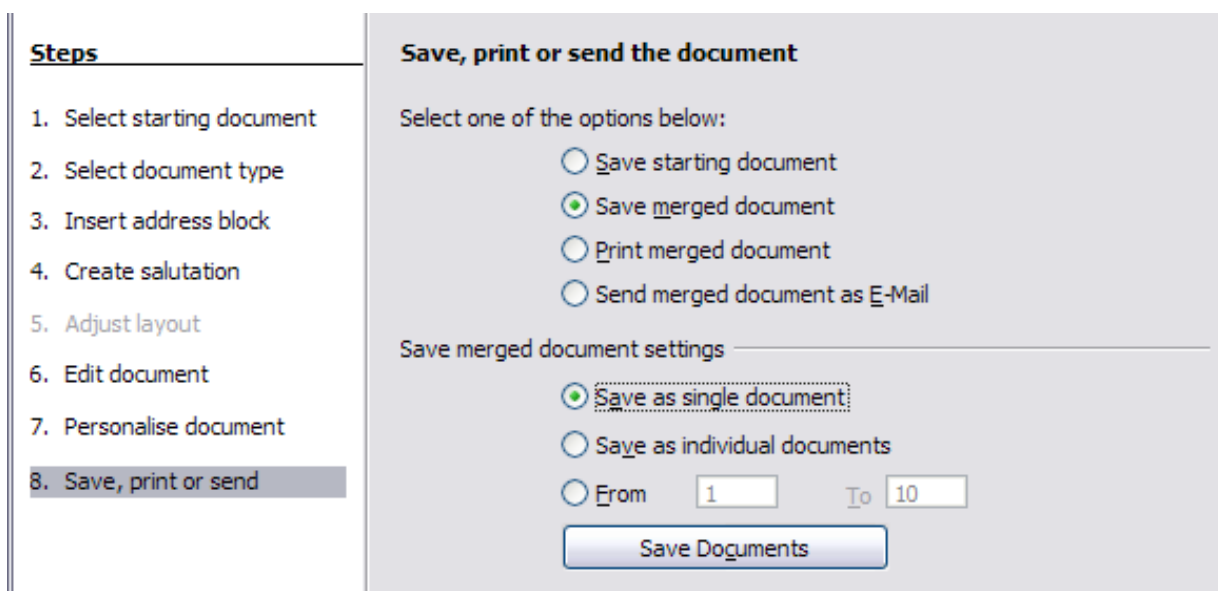 Steps
1. Select starting document
2. Select document type
3. Insert address block
4. Create salutation
5. Adjust layout
6. Edit document
7. Personalise document
8. Save, print or send
Save, print or send the document
Select one of the options below:
Save starting document
Save merged document
Print merged document
Send merged document as E-Mail
Save merged document settings
Save as single document
Save as individual documents
From 1 To 10
Save Documents